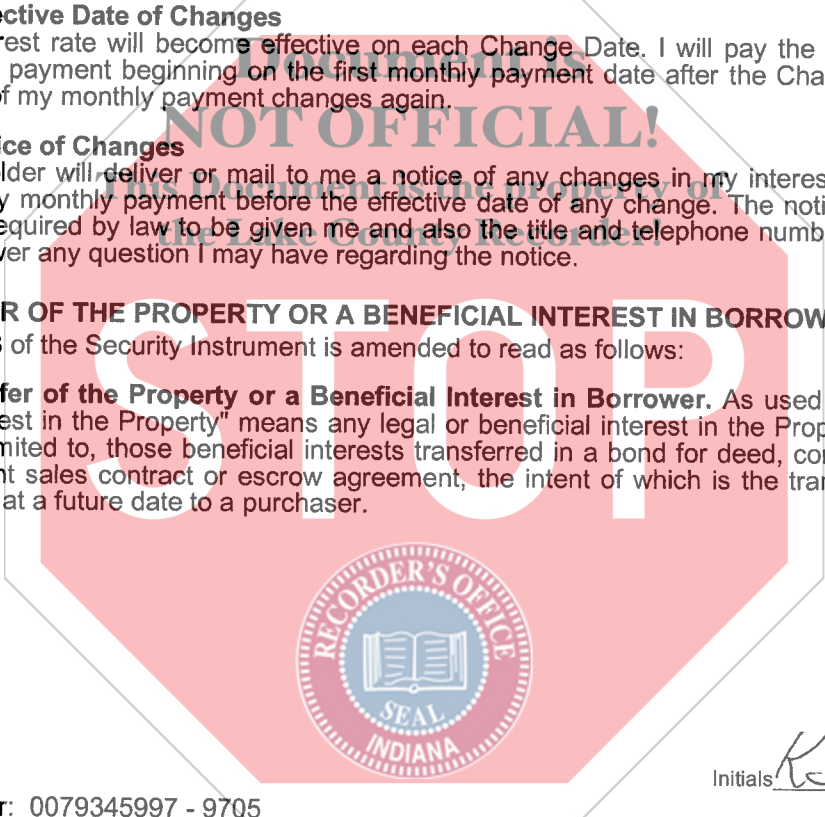 ctive Date of Changes
rest rate will become effective on each Change Date. I will pay the
payment beginning on the first monthly payment date after the Cha
f my monthly payment changes again.
Document is
NOT OFFICIAL!
This Document is the property of
the Lake County Recorder!
ice of Changes
lder will deliver or mail to me a notice of any changes in my interes
y monthly payment before the effective date of any change. The noti
equired by law to be given me and also the title and telephone numb
ver any question I may have regarding the notice.
R OF THE PROPERTY OR A BENEFICIAL INTEREST IN BORROW
of the Security Instrument is amended to read as follows:
STOP
fer of the Property or a Beneficial Interest in Borrower. As used
est in the Property" means any legal or beneficial interest in the Prop
mited to, those beneficial interests transferred in a bond for deed, co
nt sales contract or escrow agreement, the intent of which is the tra
at a future date to a purchaser.
RECORDER'S OFFICE
SEAL
INDIANA
Initials
r: 0079345997 - 9705